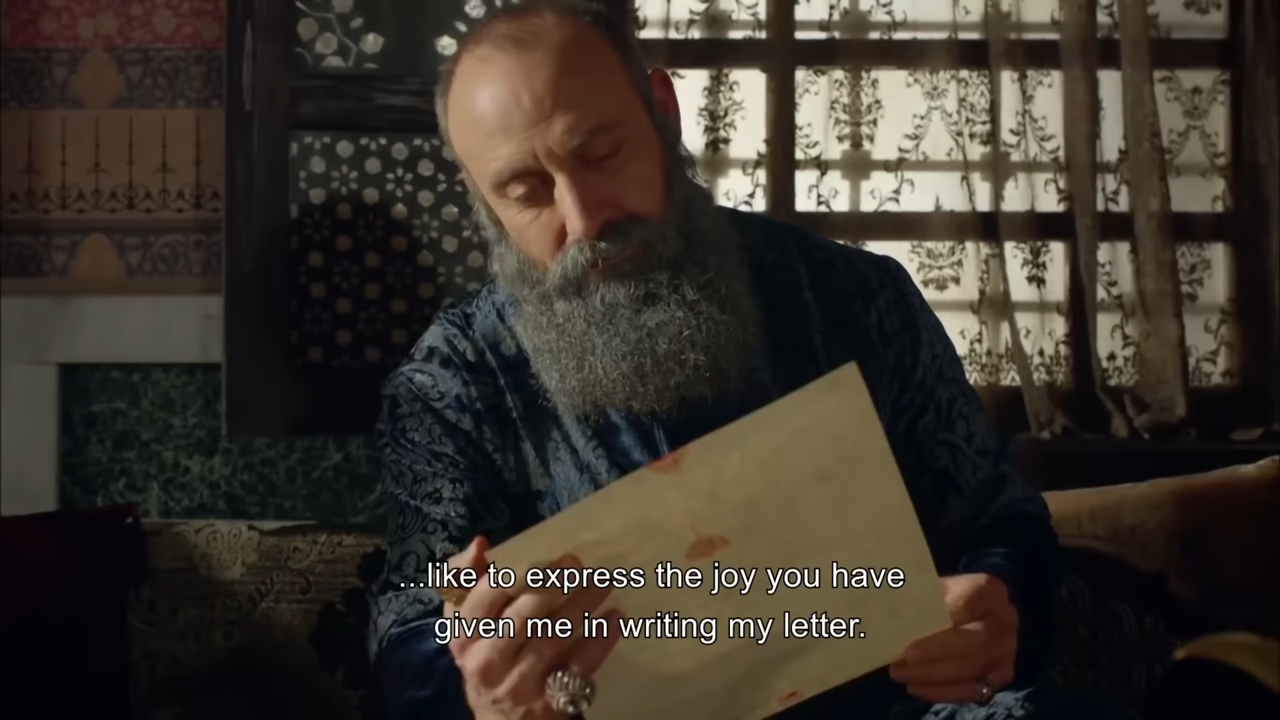 ...like to express the joy you have
given me in writing my letter.